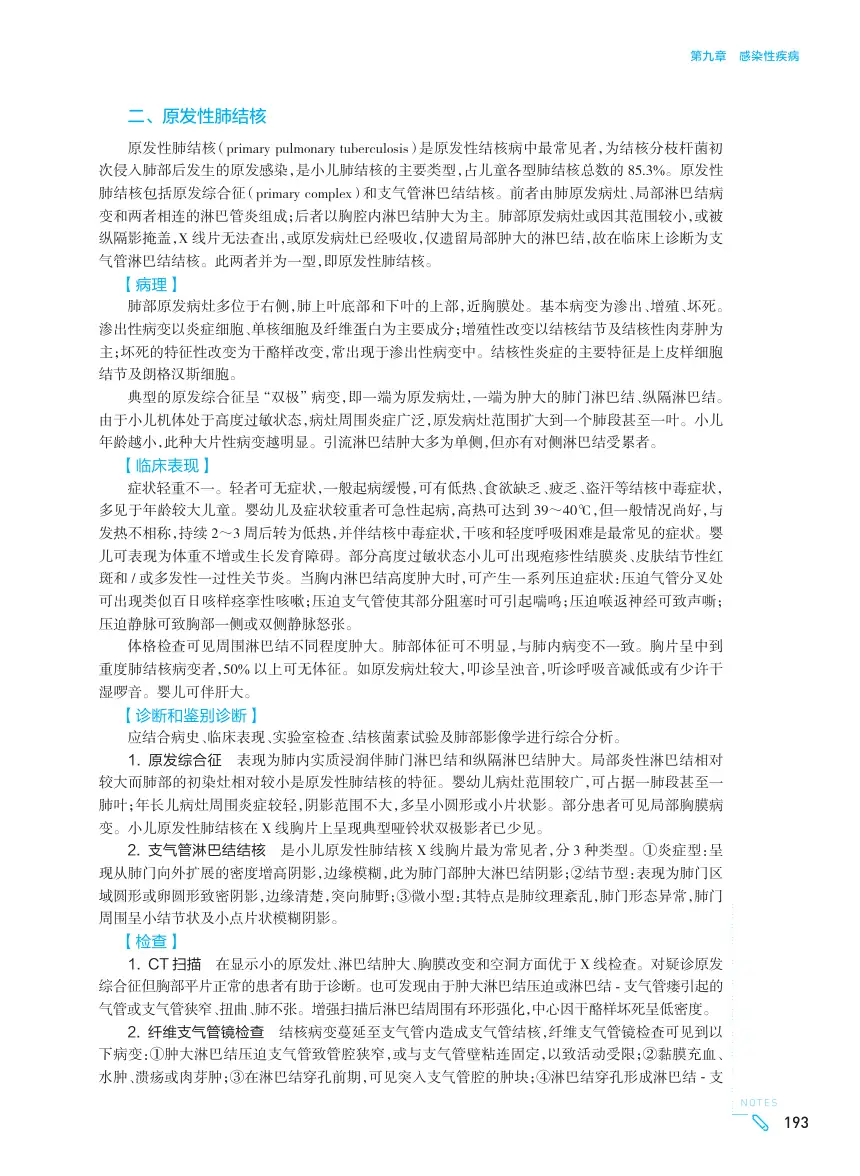 第九章　感染性疾病
二、原发性肺结核
原发性肺结核（primary pulmonary tuberculosis）是原发性结核病中最常见者，为结核分枝杆菌初
次侵入肺部后发生的原发感染，是小儿肺结核的主要类型，占儿童各型肺结核总数的 85.3%。原发性
肺结核包括原发综合征（primary complex）和支气管淋巴结结核。前者由肺原发病灶、局部淋巴结病
变和两者相连的淋巴管炎组成；后者以胸腔内淋巴结肿大为主。肺部原发病灶或因其范围较小，或被
纵隔影掩盖，X 线片无法查出，或原发病灶已经吸收，仅遗留局部肿大的淋巴结，故在临床上诊断为支
气管淋巴结结核。此两者并为一型，即原发性肺结核。
【病理】
肺部原发病灶多位于右侧，肺上叶底部和下叶的上部，近胸膜处。基本病变为渗出、增殖、坏死。
渗出性病变以炎症细胞、单核细胞及纤维蛋白为主要成分；增殖性改变以结核结节及结核性肉芽肿为
主；坏死的特征性改变为干酪样改变，常出现于渗出性病变中。结核性炎症的主要特征是上皮样细胞
结节及朗格汉斯细胞。
典型的原发综合征呈“双极”病变，即一端为原发病灶，一端为肿大的肺门淋巴结、纵隔淋巴结。
由于小儿机体处于高度过敏状态，病灶周围炎症广泛，原发病灶范围扩大到一个肺段甚至一叶。小儿
年龄越小，此种大片性病变越明显。引流淋巴结肿大多为单侧，但亦有对侧淋巴结受累者。
【临床表现】
症状轻重不一。轻者可无症状，一般起病缓慢，可有低热、食欲缺乏、疲乏、盗汗等结核中毒症状，
多见于年龄较大儿童。婴幼儿及症状较重者可急性起病，高热可达到 39～40℃，但一般情况尚好，与
发热不相称，持续 2～3 周后转为低热，并伴结核中毒症状，干咳和轻度呼吸困难是最常见的症状。婴
儿可表现为体重不增或生长发育障碍。部分高度过敏状态小儿可出现疱疹性结膜炎、皮肤结节性红
斑和 / 或多发性一过性关节炎。当胸内淋巴结高度肿大时，可产生一系列压迫症状：压迫气管分叉处
可出现类似百日咳样痉挛性咳嗽；压迫支气管使其部分阻塞时可引起喘鸣；压迫喉返神经可致声嘶；
压迫静脉可致胸部一侧或双侧静脉怒张。
体格检查可见周围淋巴结不同程度肿大。肺部体征可不明显，与肺内病变不一致。胸片呈中到
重度肺结核病变者，50% 以上可无体征。如原发病灶较大，叩诊呈浊音，听诊呼吸音减低或有少许干
湿啰音。婴儿可伴肝大。
【诊断和鉴别诊断】
应结合病史、临床表现、实验室检查、结核菌素试验及肺部影像学进行综合分析。
1. 原发综合征　表现为肺内实质浸润伴肺门淋巴结和纵隔淋巴结肿大。局部炎性淋巴结相对
较大而肺部的初染灶相对较小是原发性肺结核的特征。婴幼儿病灶范围较广，可占据一肺段甚至一
肺叶；年长儿病灶周围炎症较轻，阴影范围不大，多呈小圆形或小片状影。部分患者可见局部胸膜病
变。小儿原发性肺结核在 X 线胸片上呈现典型哑铃状双极影者已少见。
2. 支气管淋巴结结核　是小儿原发性肺结核 X 线胸片最为常见者，分 3 种类型。①炎症型：呈
现从肺门向外扩展的密度增高阴影，边缘模糊，此为肺门部肿大淋巴结阴影；②结节型：表现为肺门区
域圆形或卵圆形致密阴影，边缘清楚，突向肺野；③微小型：其特点是肺纹理紊乱，肺门形态异常，肺门
周围呈小结节状及小点片状模糊阴影。
【检查】
1. CT 扫描　在显示小的原发灶、淋巴结肿大、胸膜改变和空洞方面优于 X 线检查。对疑诊原发
综合征但胸部平片正常的患者有助于诊断。也可发现由于肿大淋巴结压迫或淋巴结 - 支气管瘘引起的
气管或支气管狭窄、扭曲、肺不张。增强扫描后淋巴结周围有环形强化，中心因干酪样坏死呈低密度。
2. 纤维支气管镜检查　结核病变蔓延至支气管内造成支气管结核，纤维支气管镜检查可见到以
下病变：①肿大淋巴结压迫支气管致管腔狭窄，或与支气管壁粘连固定，以致活动受限；②黏膜充血、
水肿、溃疡或肉芽肿；③在淋巴结穿孔前期，可见突入支气管腔的肿块；④淋巴结穿孔形成淋巴结 - 支
NOTES
193